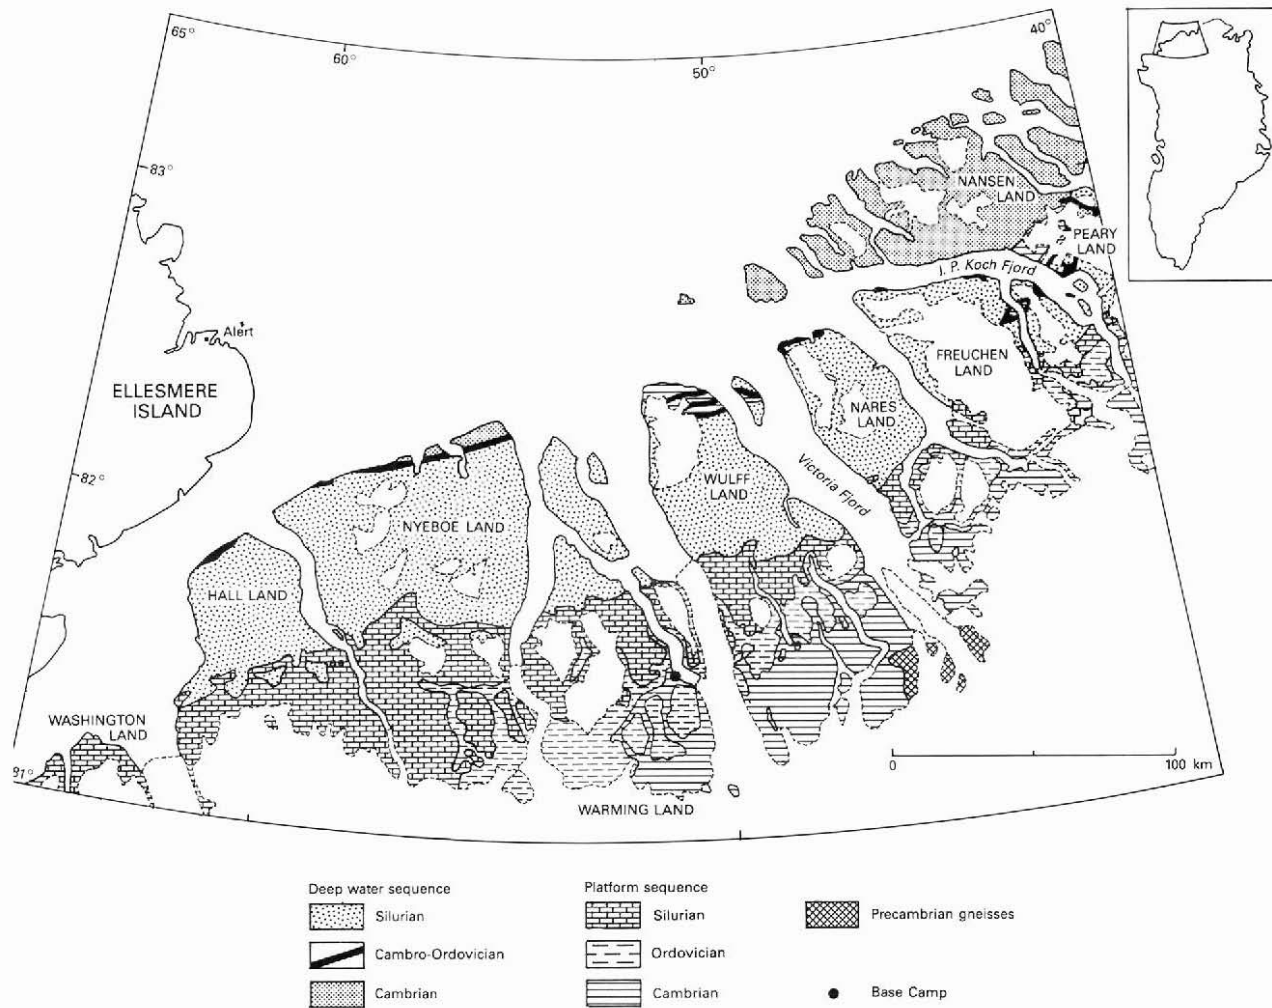 65°
60°
50°
40°
83°
NANSEN
LAND
PEARY
LAND
J. P. Koch Fjord
Alert
ELLESMERE
ISLAND
FREUCHEN
LAND
NARES
LAND
82°
WULFF
LAND
Victoria Fjord
NYEBOE LAND
HALL LAND
WASHINGTON
LAND
81°
0
100 km
WARMING LAND
Deep water sequence
Silurian
Cambro-Ordovician
Cambrian
Platform sequence
Silurian
Ordovician
Cambrian
Precambrian gneisses
Base Camp